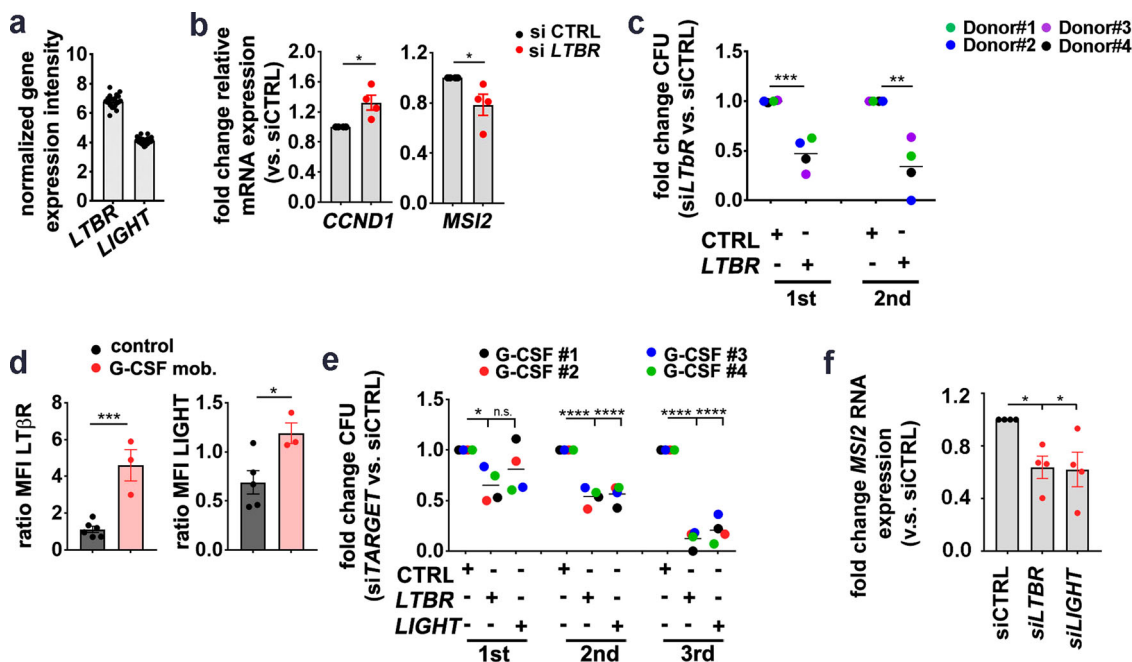 a
normalized gene
expression intensity
10
8
6
4
2
0
LTBR
LIGHT
b
fold change relative
mRNA expression
(vs. siCTRL)
si CTRL
si LTBR
2.0
1.6
1.2
0.8
0.4
0.0
*
CCND1
1.2
0.8
0.4
0.0
*
MSI2
c
Donor#1
Donor#3
Donor#2
Donor#4
fold change CFU
(siLTbR vs. siCTRL)
1.5
1.0
0.5
0.0
***
**
CTRL + - + -
LTBR - + - +
1st
2nd
d
control
G-CSF mob.
ratio MFI LTβR
8
6
4
2
0
***
ratio MFI LIGHT
1.5
1.0
0.5
0.0
*
e
G-CSF #1
G-CSF #3
G-CSF #2
G-CSF #4
fold change CFU
(siTARGET vs. siCTRL)
1.5
1.0
0.5
0.0
* n.s.
**** ****
**** ****
CTRL + - - + - - + - -
LTBR - + - - + - - + -
LIGHT - - + - - + - - +
1st
2nd
3rd
f
fold change MSI2 RNA
expression
(v.s. siCTRL)
1.2
0.8
0.4
0.0
* *
siCTRL
siLTBR
siLIGHT